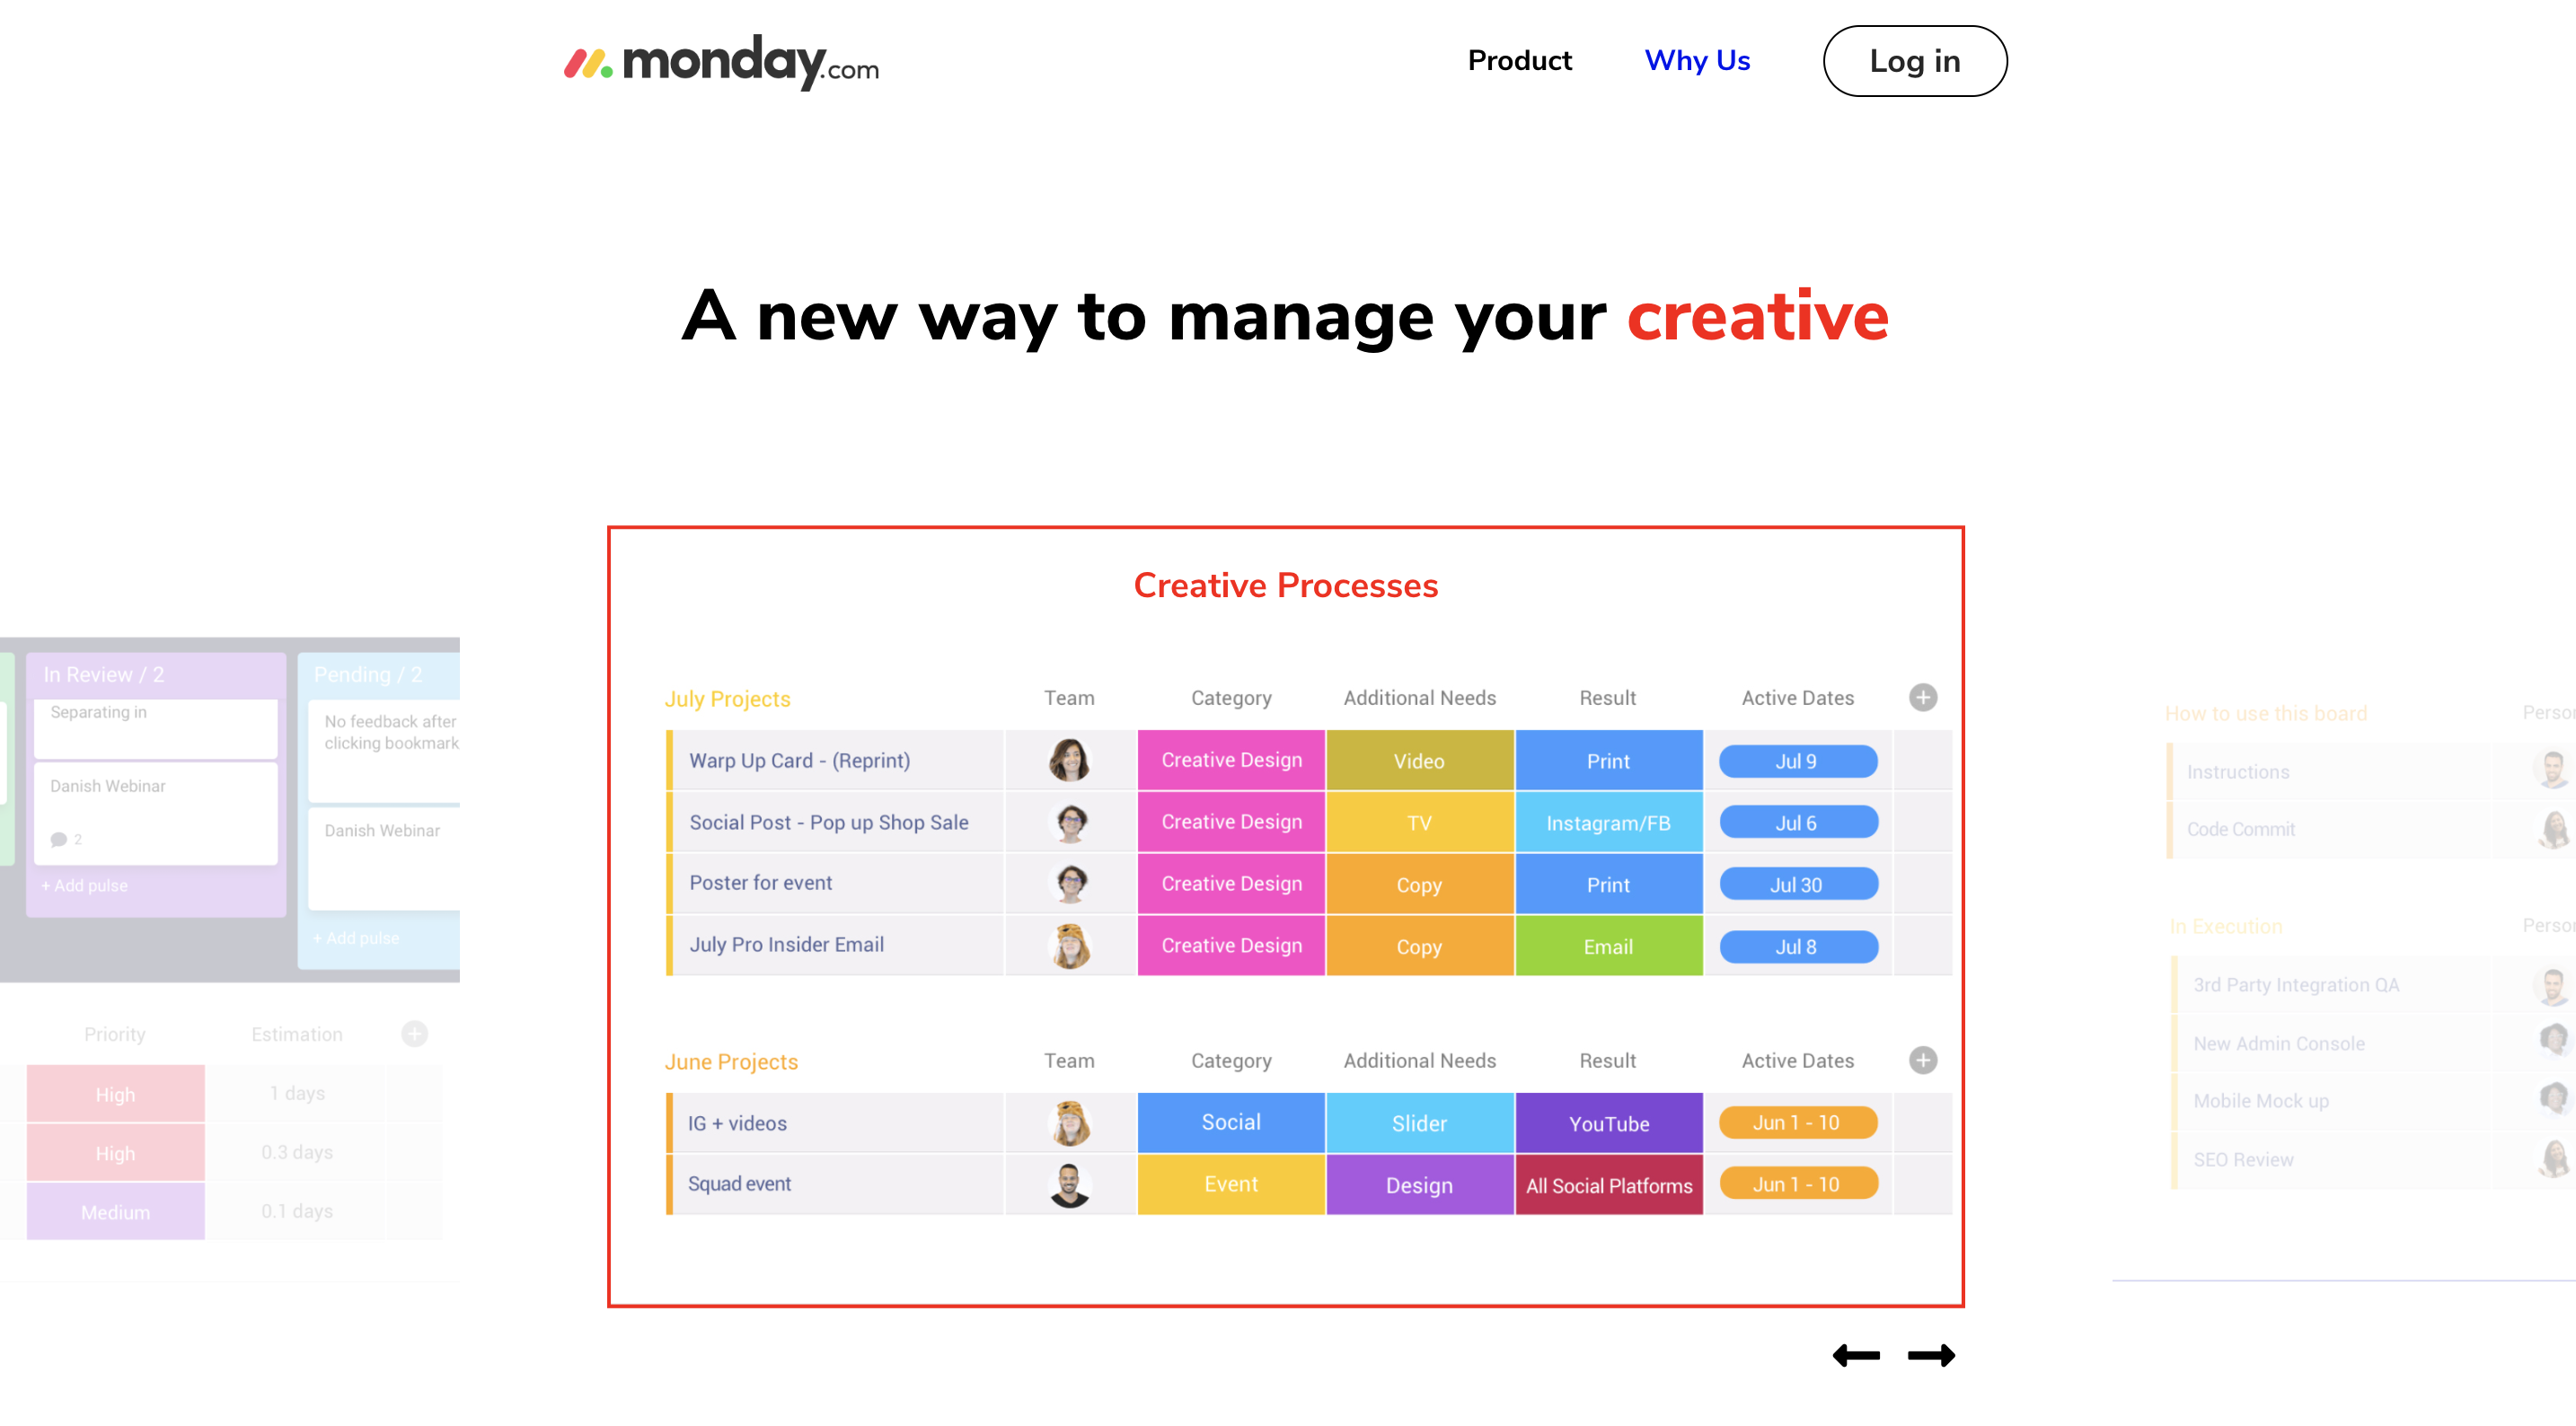 monday.com
Product Why Us Log in
A new way to manage your creative
Creative Processes
In Review / 2
Separating in
Danish Webinar
2
+ Add pulse
Pending / 2
No feedback after
clicking bookmark
Danish Webinar
+ Add pulse
Priority Estimation
High 1 days
High 0.3 days
Medium 0.1 days
July Projects Team Category Additional Needs Result Active Dates
Warp Up Card - (Reprint) Creative Design Video Print Jul 9
Social Post - Pop up Shop Sale Creative Design TV Instagram/FB Jul 6
Poster for event Creative Design Copy Print Jul 30
July Pro Insider Email Creative Design Copy Email Jul 8
June Projects Team Category Additional Needs Result Active Dates
IG + videos Social Slider YouTube Jun 1 - 10
Squad event Event Design All Social Platforms Jun 1 - 10
How to use this board
Instructions
Code Commit
In Execution
3rd Party Integration QA
New Admin Console
Mobile Mock up
SEO Review